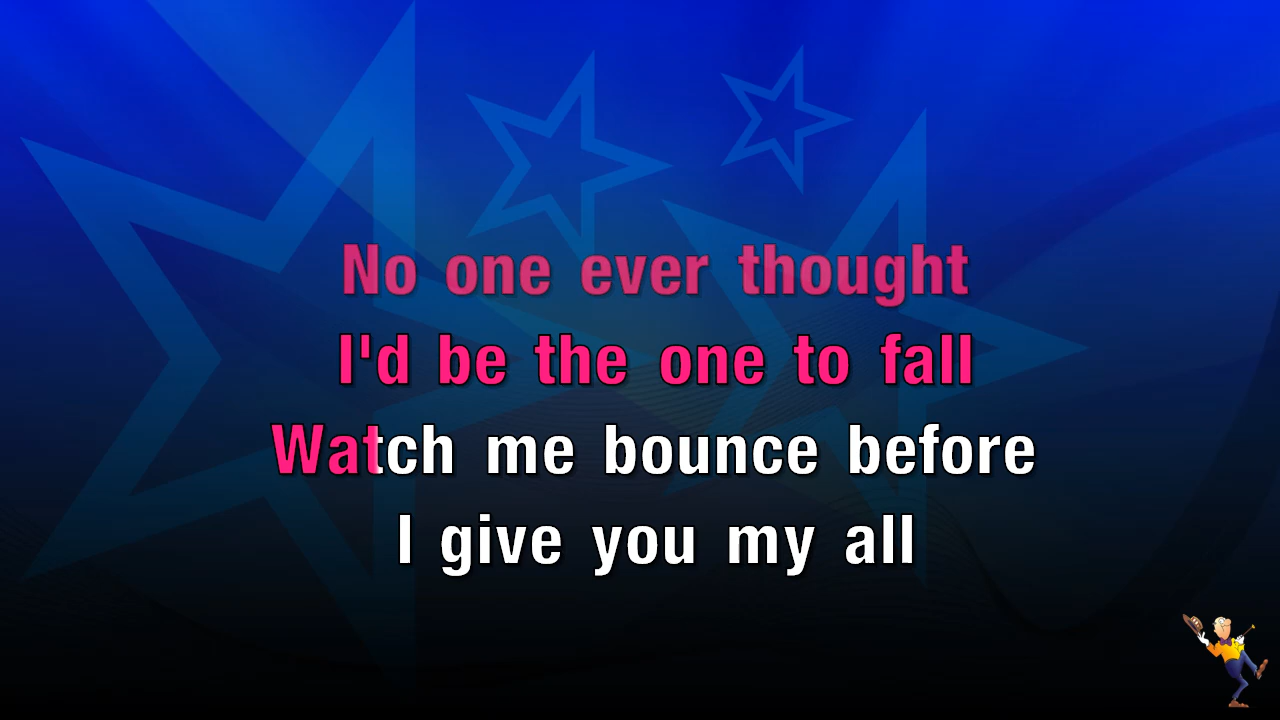 No one ever thought
I'd be the one to fall
Watch me bounce before
I give you my all